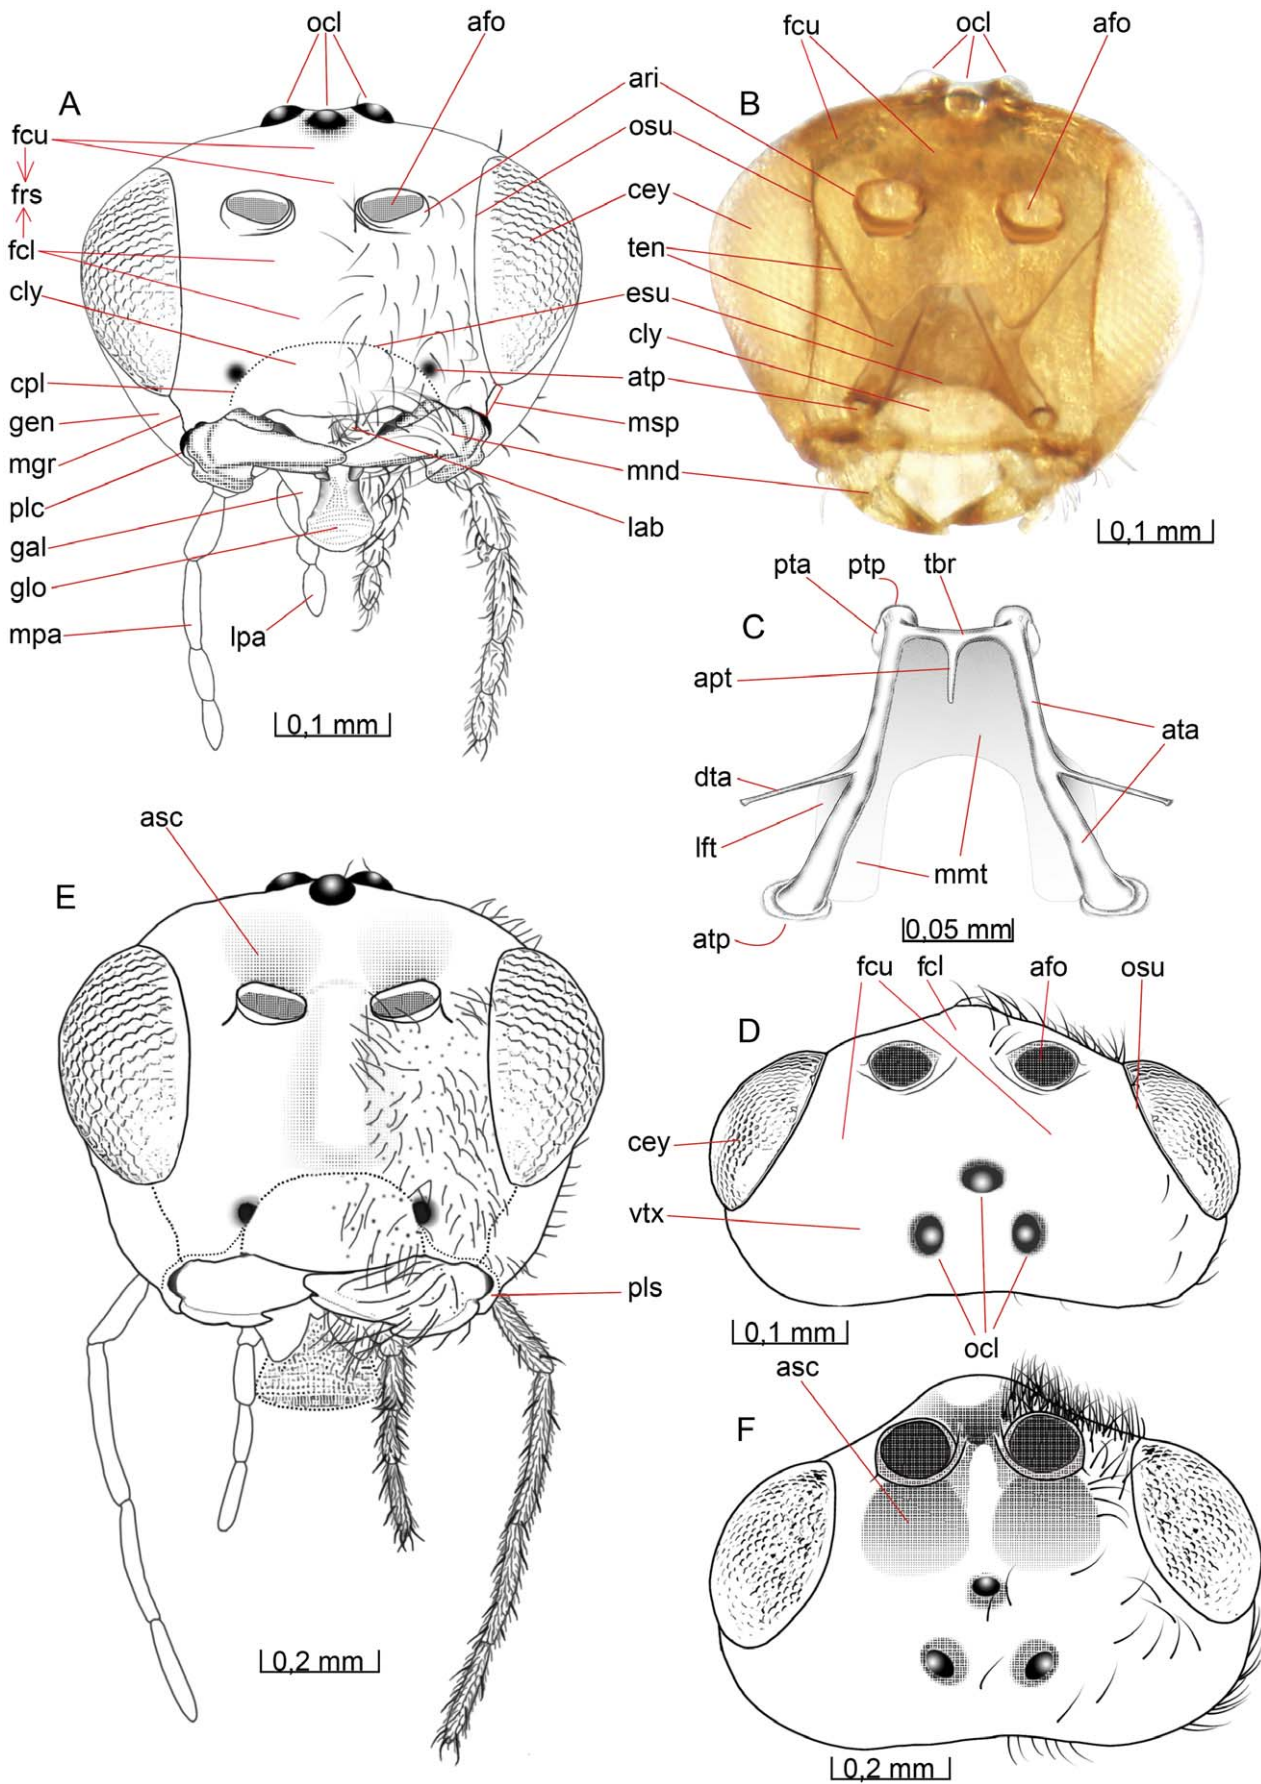 ocl afo fcu ocl afo
A ari B
fcu osu
frs cey
fcl ten
cly esu
cly
cpl atp
gen msp
mgr mnd
plc lab
gal
glo
mpa lpa
0,1 mm
0,1 mm
pta ptp tbr
C
apt
ata
dta
lft
mmt
atp 0,05 mm
asc
E
pls
0,2 mm
fcu fcl afo osu
D
cey
vtx
0,1 mm ocl
asc
F
0,2 mm